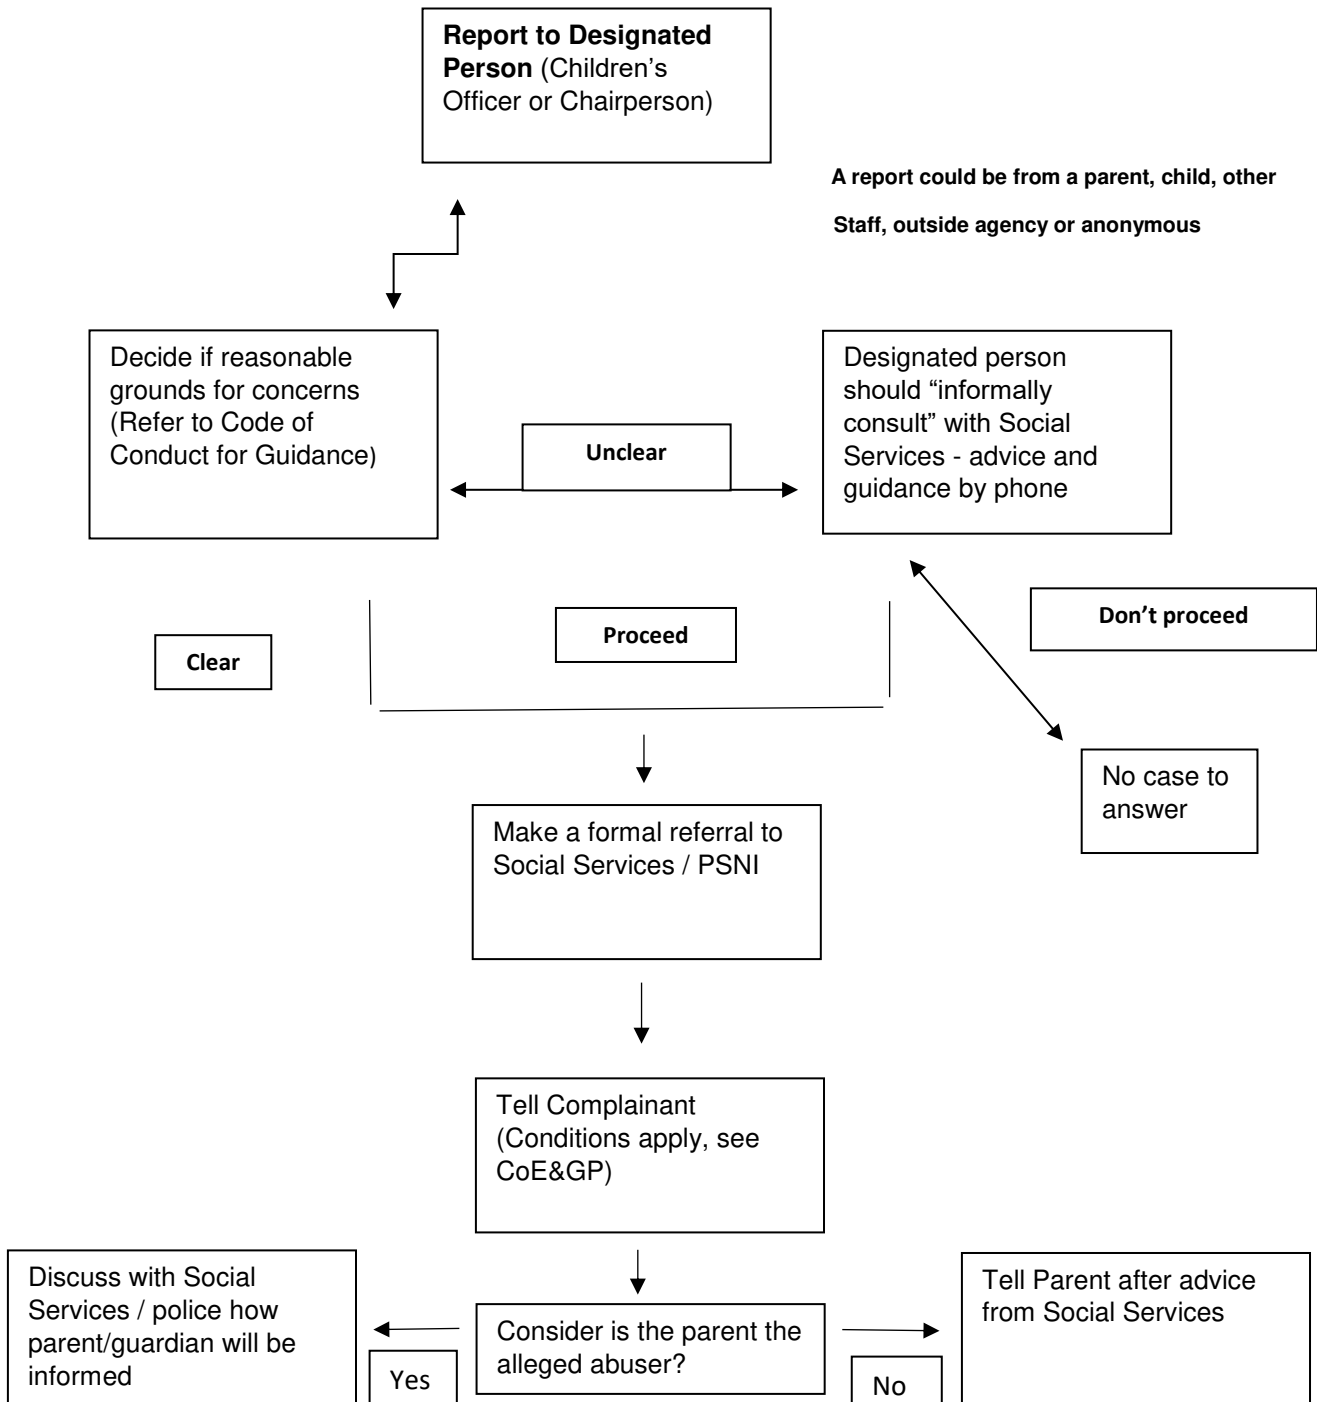 Report to Designated
Person (Children's
Officer or Chairperson)
A report could be from a parent, child, other
Staff, outside agency or anonymous
Decide if reasonable
grounds for concerns
(Refer to Code of
Conduct for Guidance)
Unclear
Designated person
should “informally
consult” with Social
Services - advice and
guidance by phone
Clear
Proceed
Don’t proceed
No case to
answer
Make a formal referral to
Social Services / PSNI
Tell Complainant
(Conditions apply, see
CoE&GP)
Discuss with Social
Services / police how
parent/guardian will be
informed
Yes
Consider is the parent the
alleged abuser?
No
Tell Parent after advice
from Social Services